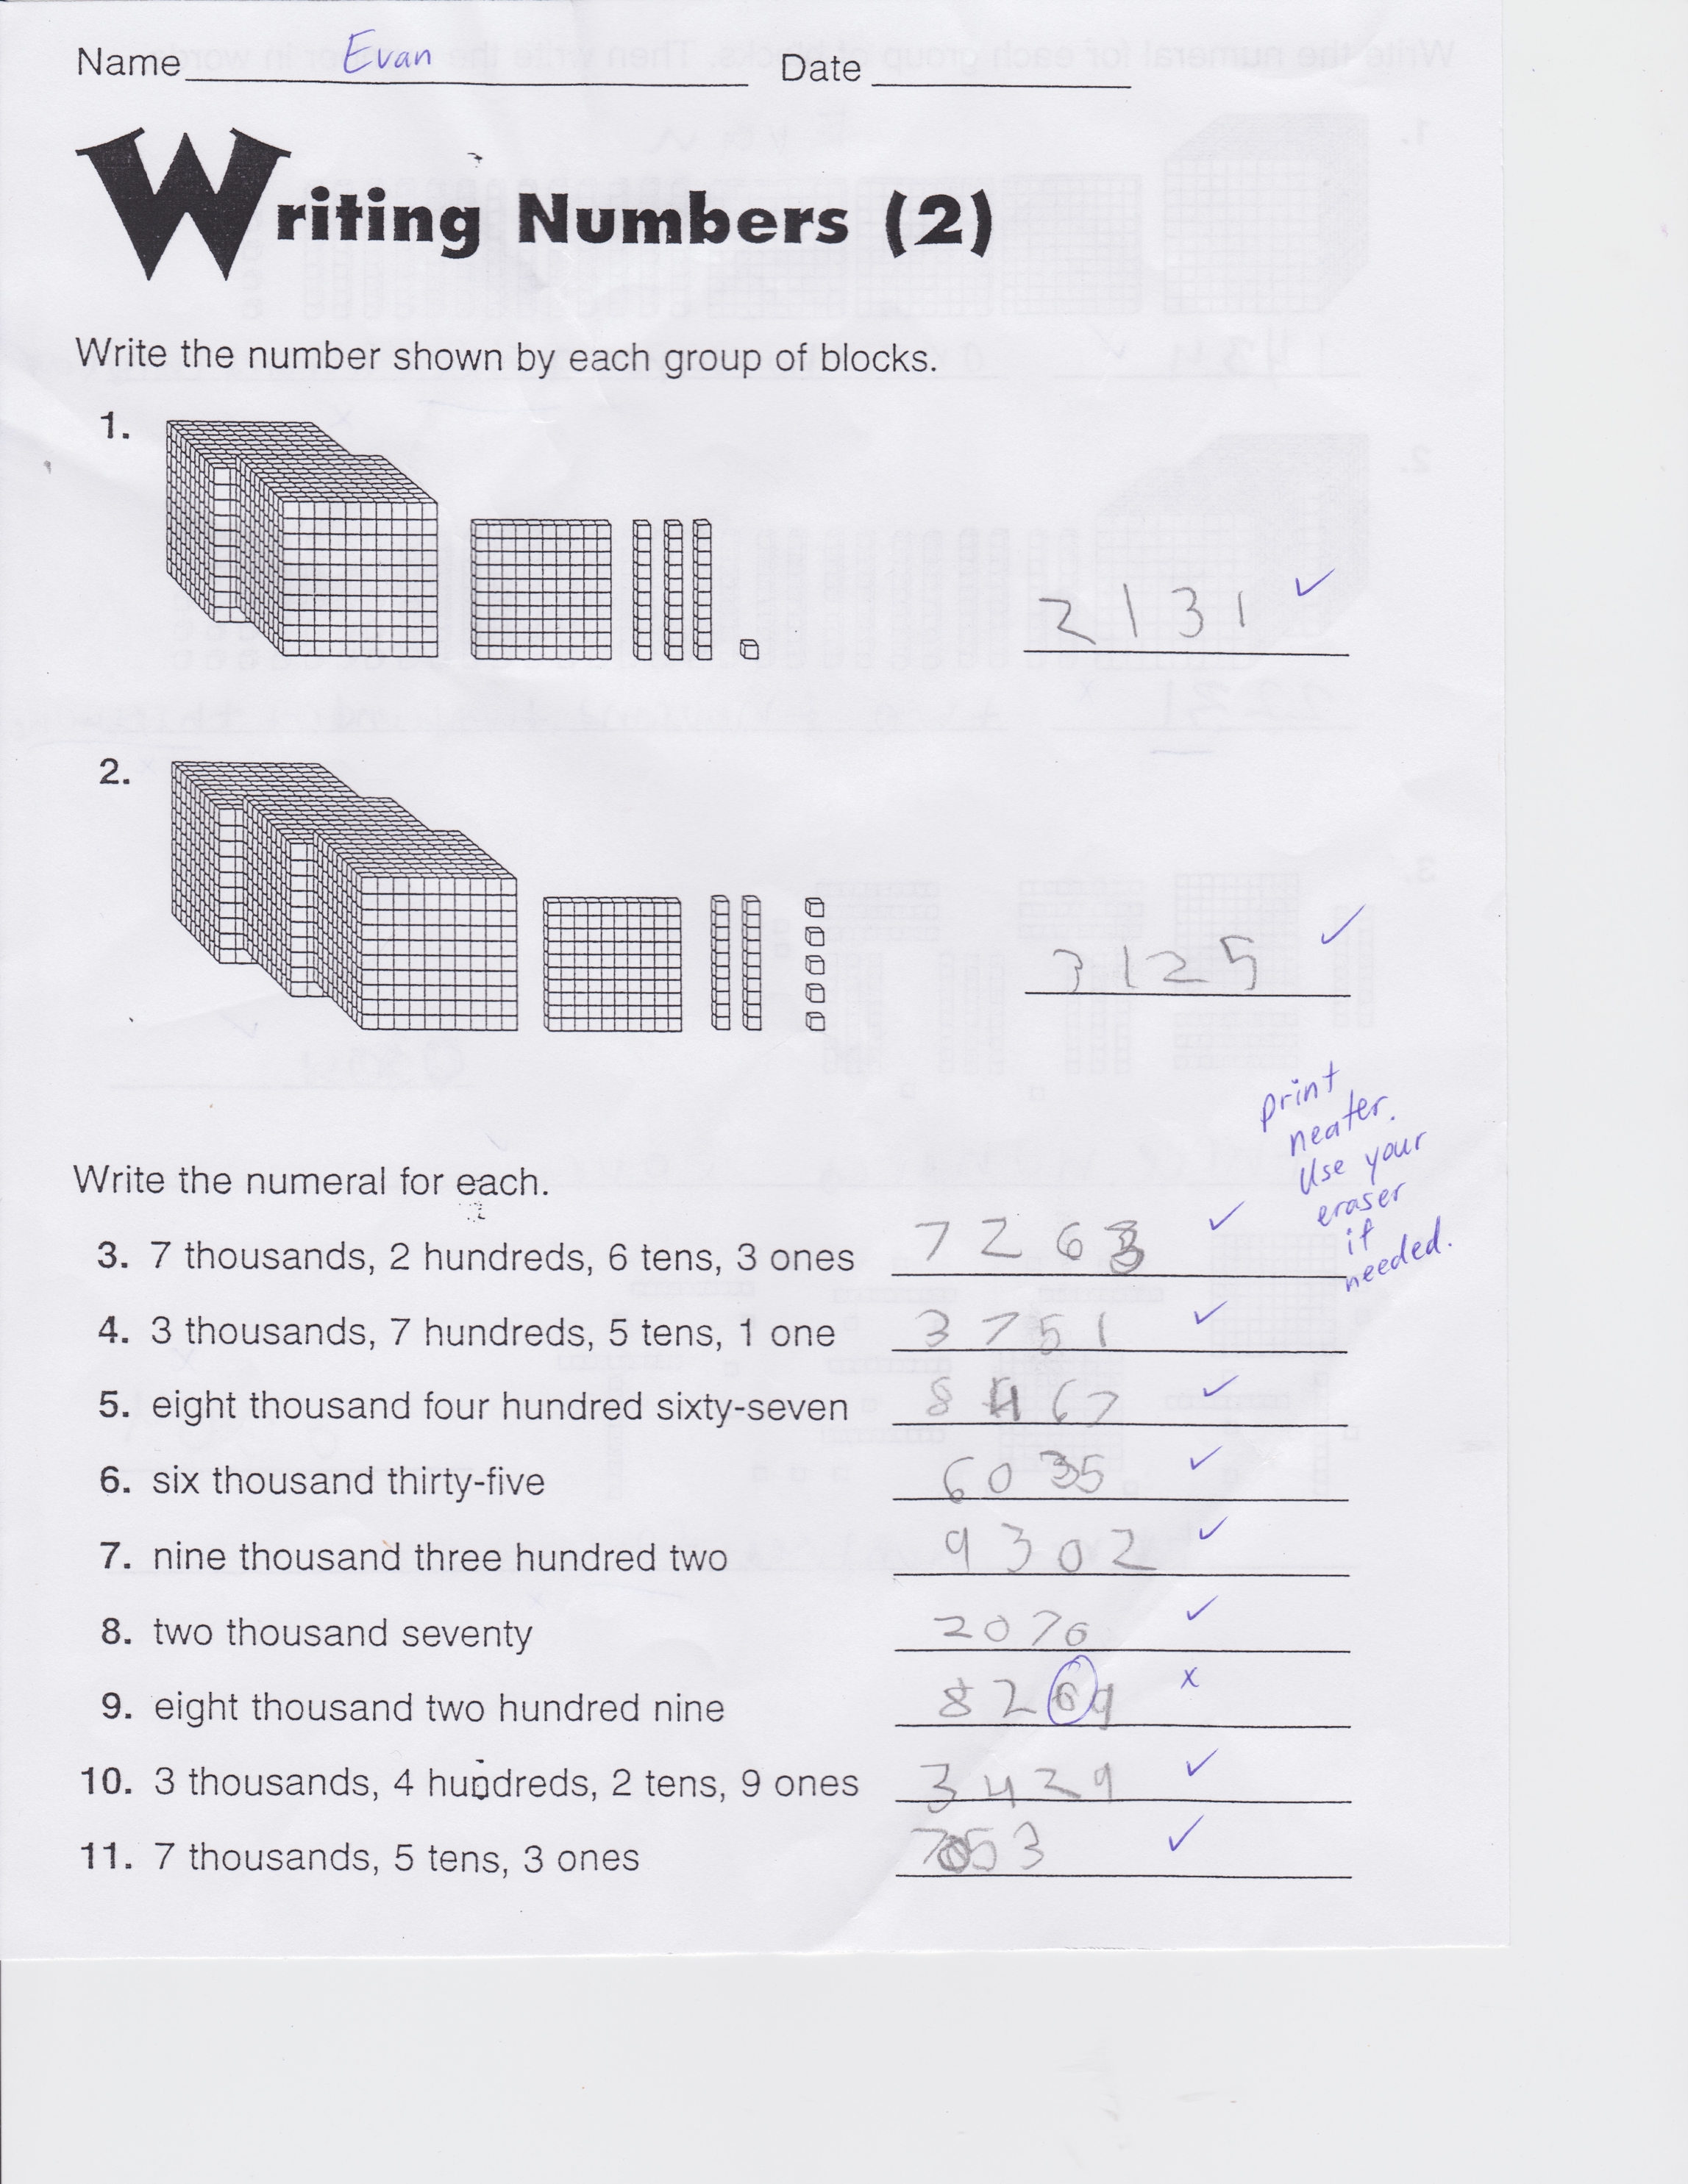 Name Evan Date
Writing Numbers (2)
Write the number shown by each group of blocks.
1. 2131 ✓
2. 3125 ✓
print
neater.
Use your
eraser
if
needed.
Write the numeral for each.
3. 7 thousands, 2 hundreds, 6 tens, 3 ones 7263 ✓
4. 3 thousands, 7 hundreds, 5 tens, 1 one 3751 ✓
5. eight thousand four hundred sixty-seven 8467 ✓
6. six thousand thirty-five 6035 ✓
7. nine thousand three hundred two 9302 ✓
8. two thousand seventy 2070 ✓
9. eight thousand two hundred nine 8269 x
10. 3 thousands, 4 hundreds, 2 tens, 9 ones 3429 ✓
11. 7 thousands, 5 tens, 3 ones 7053 ✓